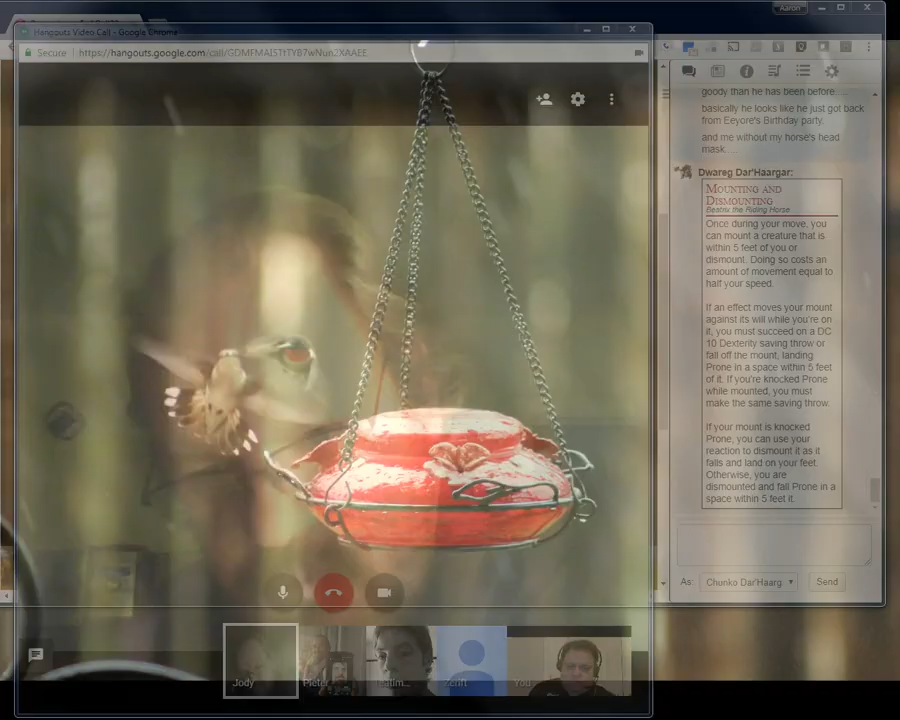 Aaron
Hangouts Video Call - Google Chrome
Secure
goody than he has been before.....
basically he looks like he just got back
from Eeyore's Birthday party.
and me without my horse's head
mask.....
Dwareg Dar'Haargar:
Mounting and
Dismounting
Beatrix the Riding Horse
Once during your move, you
can mount a creature that is
within 5 feet of you or
dismount. Doing so costs an
amount of movement equal to
half your speed.
If an effect moves your mount
against its will while you're on
it, you must succeed on a DC
10 Dexterity saving throw or
fall off the mount, landing
Prone in a space within 5 feet
of it. If you're knocked Prone
while mounted, you must
make the same saving throw.
If your mount is knocked
Prone, you can use your
reaction to dismount it as it
falls and land on your feet.
Otherwise, you are
dismounted and fall Prone in a
space within 5 feet it.
As: Chunko Dar'Haarg Send
Jody Pieter Zerift You